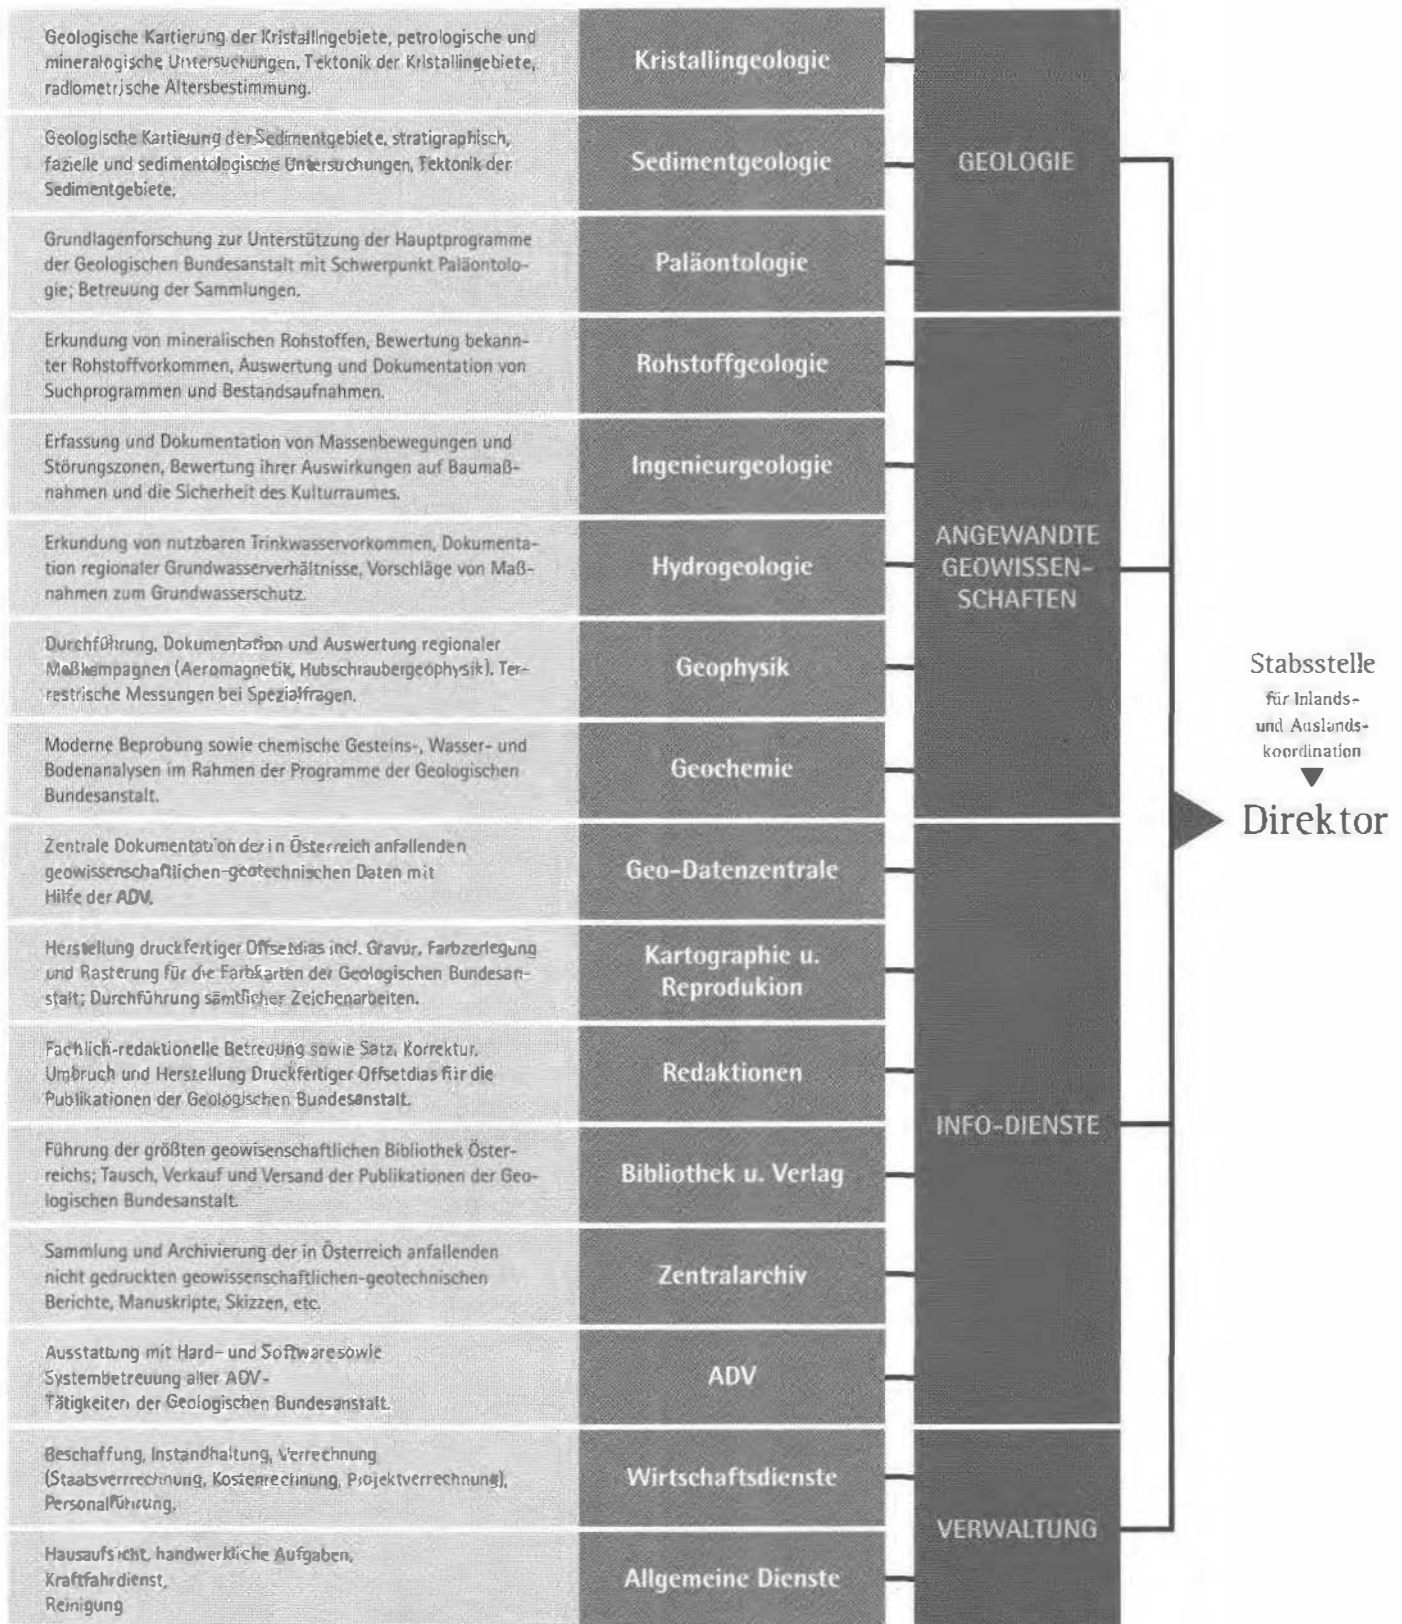 Geologische Kartierung der Kristallingebiete, petrologische und
mineralogische Untersuchungen, Tektonik der Kristallingebiete,
radiometrische Altersbestimmung.
Kristallingeologie
Geologische Kartierung der Sedimentgebiete, stratigraphisch,
fazielle und sedimentologische Untersuchungen, Tektonik der
Sedimentgebiete.
Sedimentgeologie
GEOLOGIE
Grundlagenforschung zur Unterstützung der Hauptprogramme
der Geologischen Bundesanstalt mit Schwerpunkt Paläontolo-
gie; Betreuung der Sammlungen.
Paläontologie
Erkundung von mineralischen Rohstoffen, Bewertung bekann-
ter Rohstoffvorkommen, Auswertung und Dokumentation von
Suchprogrammen und Bestandsaufnahmen.
Rohstoffgeologie
Erfassung und Dokumentation von Massenbewegungen und
Störungszonen, Bewertung ihrer Auswirkungen auf Baumaß-
nahmen und die Sicherheit des Kulturraumes.
Ingenieurgeologie
Erkundung von nutzbaren Trinkwasservorkommen, Dokumenta-
tion regionaler Grundwasserverhältnisse, Vorschläge von Maß-
nahmen zum Grundwasserschutz.
Hydrogeologie
ANGEWANDTE
GEOWISSEN-
SCHAFTEN
Durchführung, Dokumentation und Auswertung regionaler
Meßkampagnen (Aeromagnetik, Hubschraubergeophysik). Ter-
restrische Messungen bei Spezialfragen.
Geophysik
Moderne Beprobung sowie chemische Gesteins-, Wasser- und
Bodenanalysen im Rahmen der Programme der Geologischen
Bundesanstalt.
Geochemie
Stabsstelle
für Inlands-
und Auslands-
koordination
Direktor
Zentrale Dokumentation der in Österreich anfallenden
geowissenschaftlichen-geotechnischen Daten mit
Hilfe der ADV.
Geo-Datenzentrale
Herstellung druckfertiger Offsetdias incl. Gravur, Farbzerlegung
und Rasterung für die Farbkarten der Geologischen Bundesan-
stalt; Durchführung sämtlicher Zeichenarbeiten.
Kartographie u.
Reprodukion
Fachlich-redaktionelle Betreuung sowie Satz, Korrektur,
Umbruch und Herstellung Druckfertiger Offsetdias für die
Publikationen der Geologischen Bundesanstalt.
Redaktionen
INFO-DIENSTE
Führung der größten geowisenschaftlichen Bibliothek Öster-
reichs; Tausch, Verkauf und Versand der Publikationen der Geo-
logischen Bundesanstalt.
Bibliothek u. Verlag
Sammlung und Archivierung der in Österreich anfallenden
nicht gedruckten geowissenschaftlichen-geotechnischen
Berichte, Manuskripte, Skizzen, etc.
Zentralarchiv
Ausstattung mit Hard- und Software sowie
Systembetreuung aller ADV-
Tätigkeiten der Geologischen Bundesanstalt.
ADV
Beschaffung, Instandhaltung, Verrechnung
(Staatsverrrechnung, Kostenrechnung, Projektverrechnung),
Personalführung.
Wirtschaftsdienste
VERWALTUNG
Hausaufsicht, handwerkliche Aufgaben,
Kraftfahrdienst,
Reinigung
Allgemeine Dienste